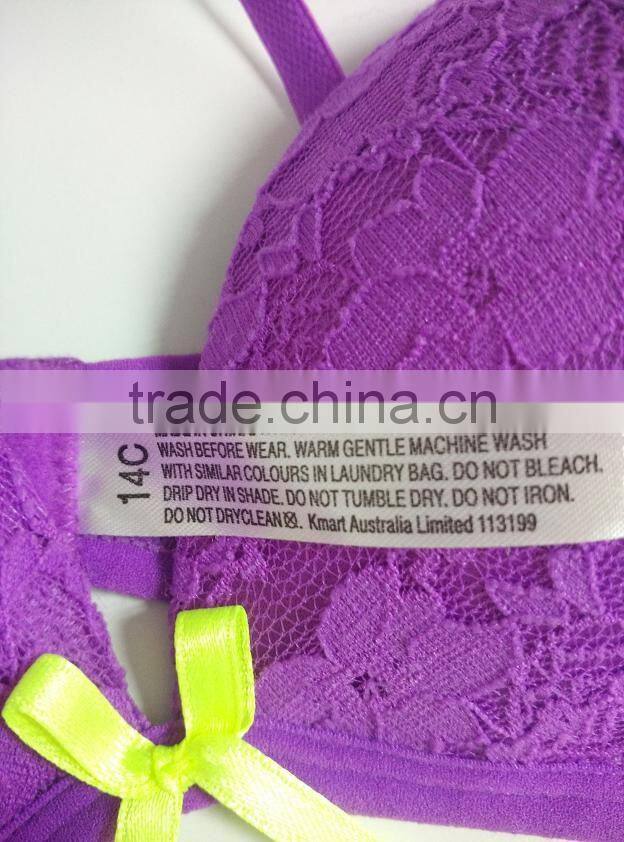 trade.china.cn
14C
WASH BEFORE WEAR. WARM GENTLE MACHINE WASH
WITH SIMILAR COLOURS IN LAUNDRY BAG. DO NOT BLEACH.
DRIP DRY IN SHADE. DO NOT TUMBLE DRY. DO NOT IRON.
DO NOT DRYCLEAN. Kmart Australia Limited 113199